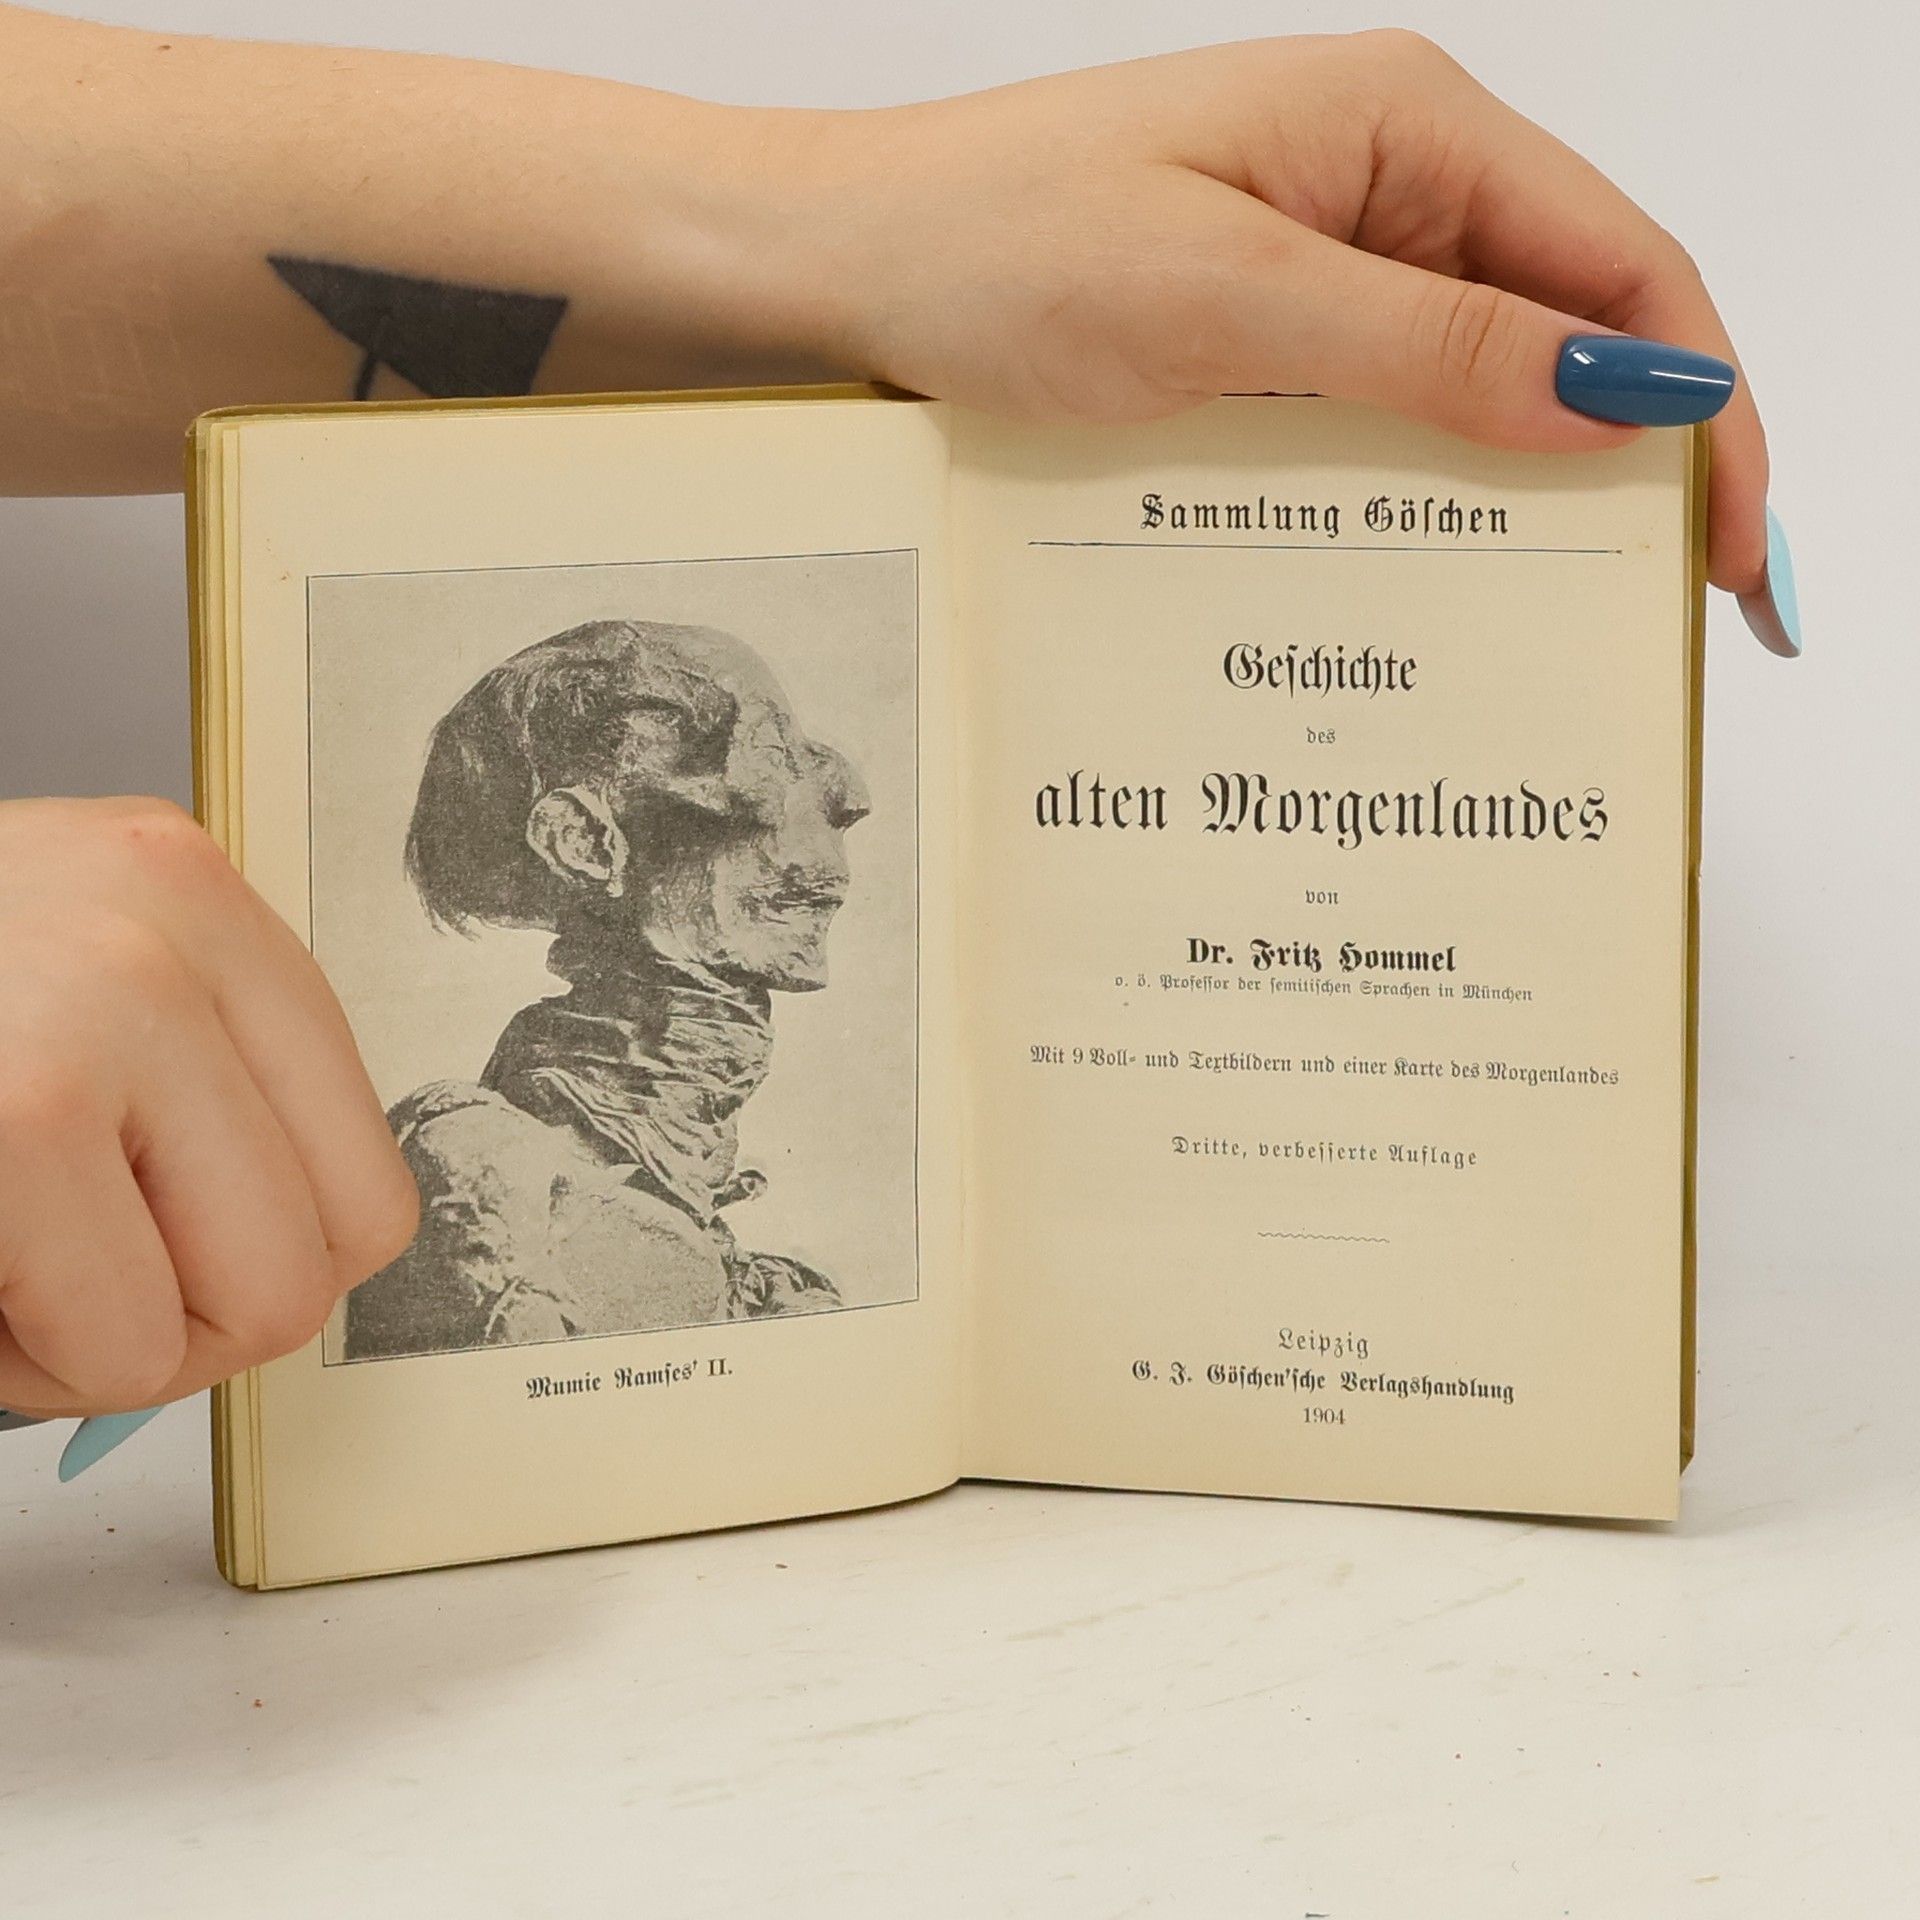 Mumie Ramſes' II.
Sammlung Göſchen
Geſchichte
des
alten Morgenlandes
von
Dr. Fritz Hommel
o. ö. Profeſſor der ſemitiſchen Sprachen in München
Mit 9 Voll- und Textbildern und einer Karte des Morgenlandes
Dritte, verbeſſerte Auflage
Leipzig
G. J. Göſchen'ſche Verlagshandlung
1904